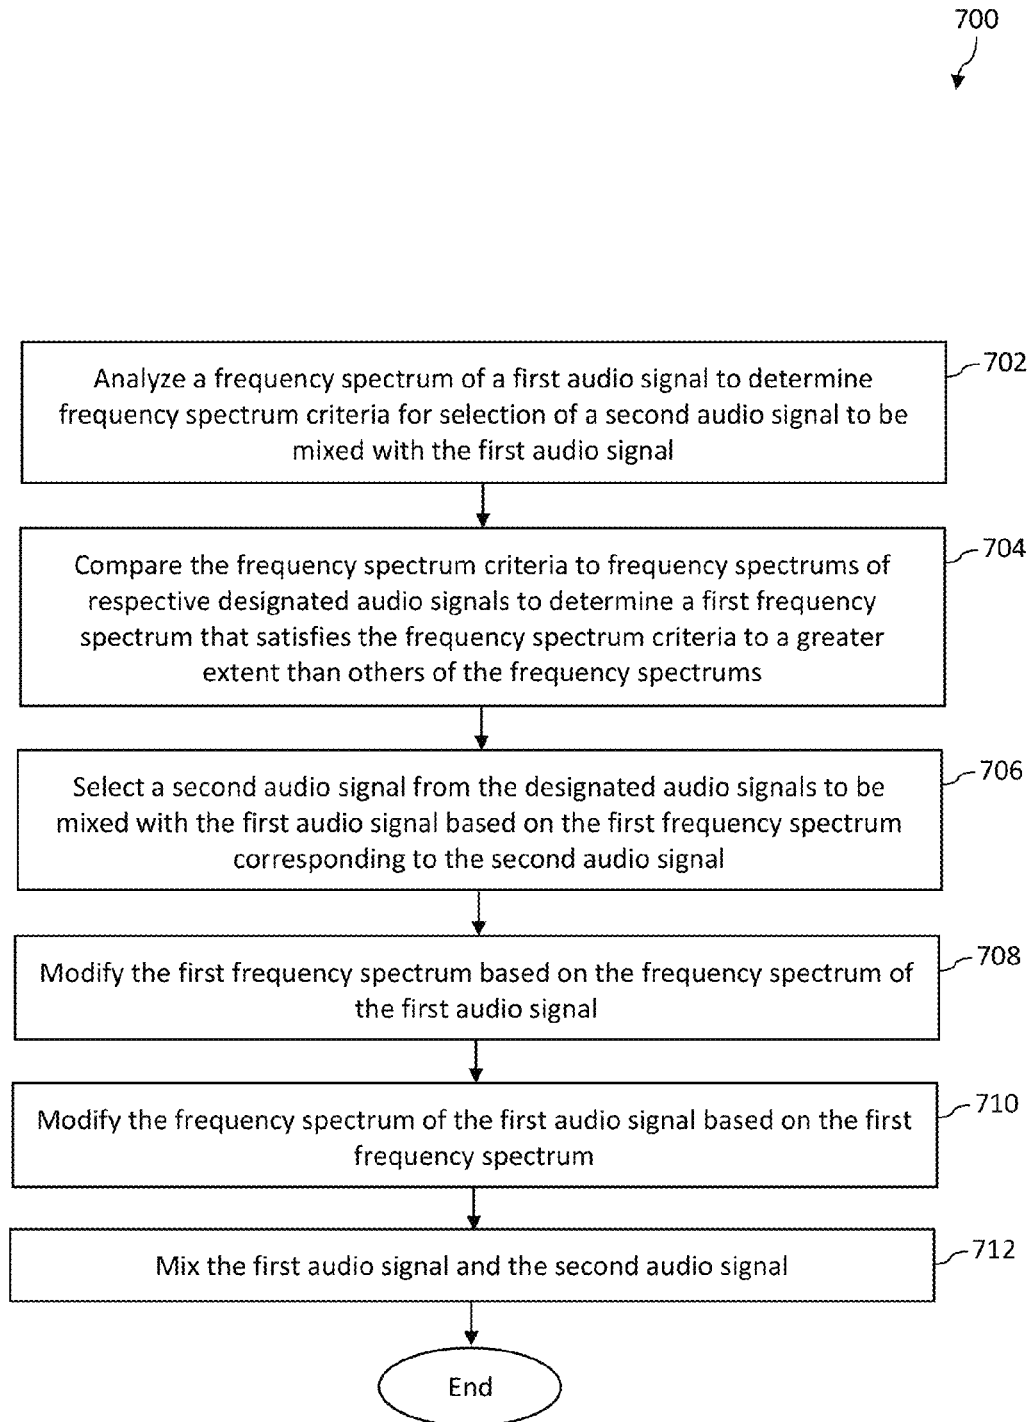 700
Analyze a frequency spectrum of a first audio signal to determine
frequency spectrum criteria for selection of a second audio signal to be
mixed with the first audio signal
702
Compare the frequency spectrum criteria to frequency spectrums of
respective designated audio signals to determine a first frequency
spectrum that satisfies the frequency spectrum criteria to a greater
extent than others of the frequency spectrums
704
Select a second audio signal from the designated audio signals to be
mixed with the first audio signal based on the first frequency spectrum
corresponding to the second audio signal
706
Modify the first frequency spectrum based on the frequency spectrum of
the first audio signal
708
Modify the frequency spectrum of the first audio signal based on the first
frequency spectrum
710
Mix the first audio signal and the second audio signal
712
End